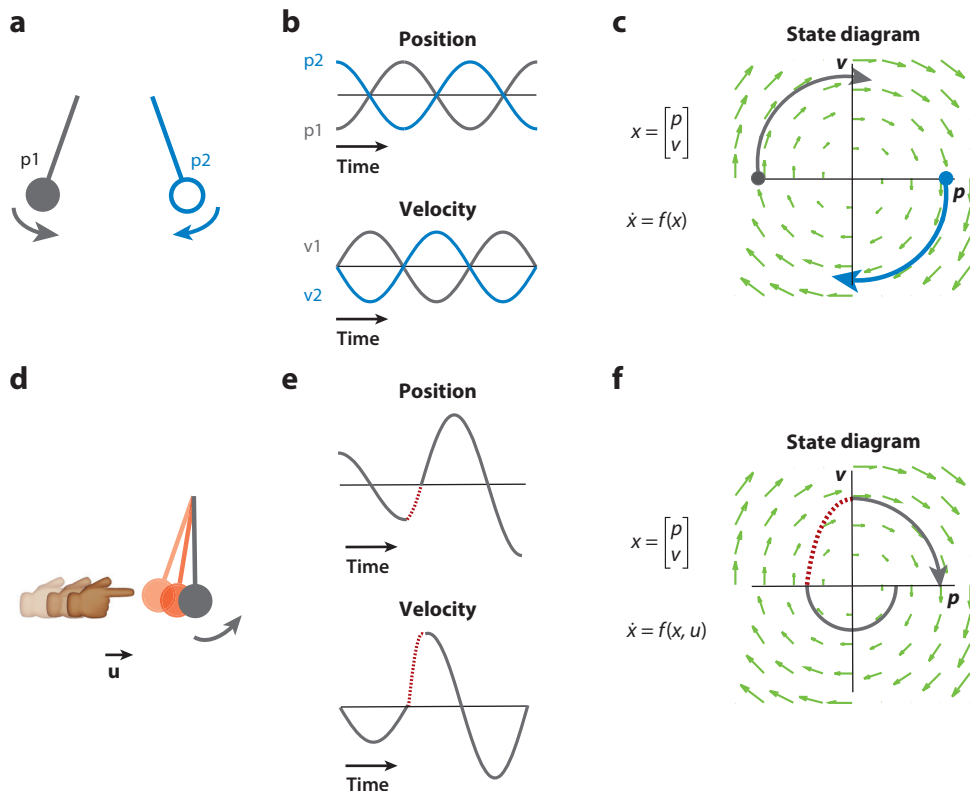 a
p1
p2
b
Position
p2
p1
Time
Velocity
v1
v2
Time
c
State diagram
v
x = [p
v]
p
ẋ = f(x)
d
u
e
Position
Time
Velocity
Time
f
State diagram
v
x = [p
v]
p
ẋ = f(x, u)